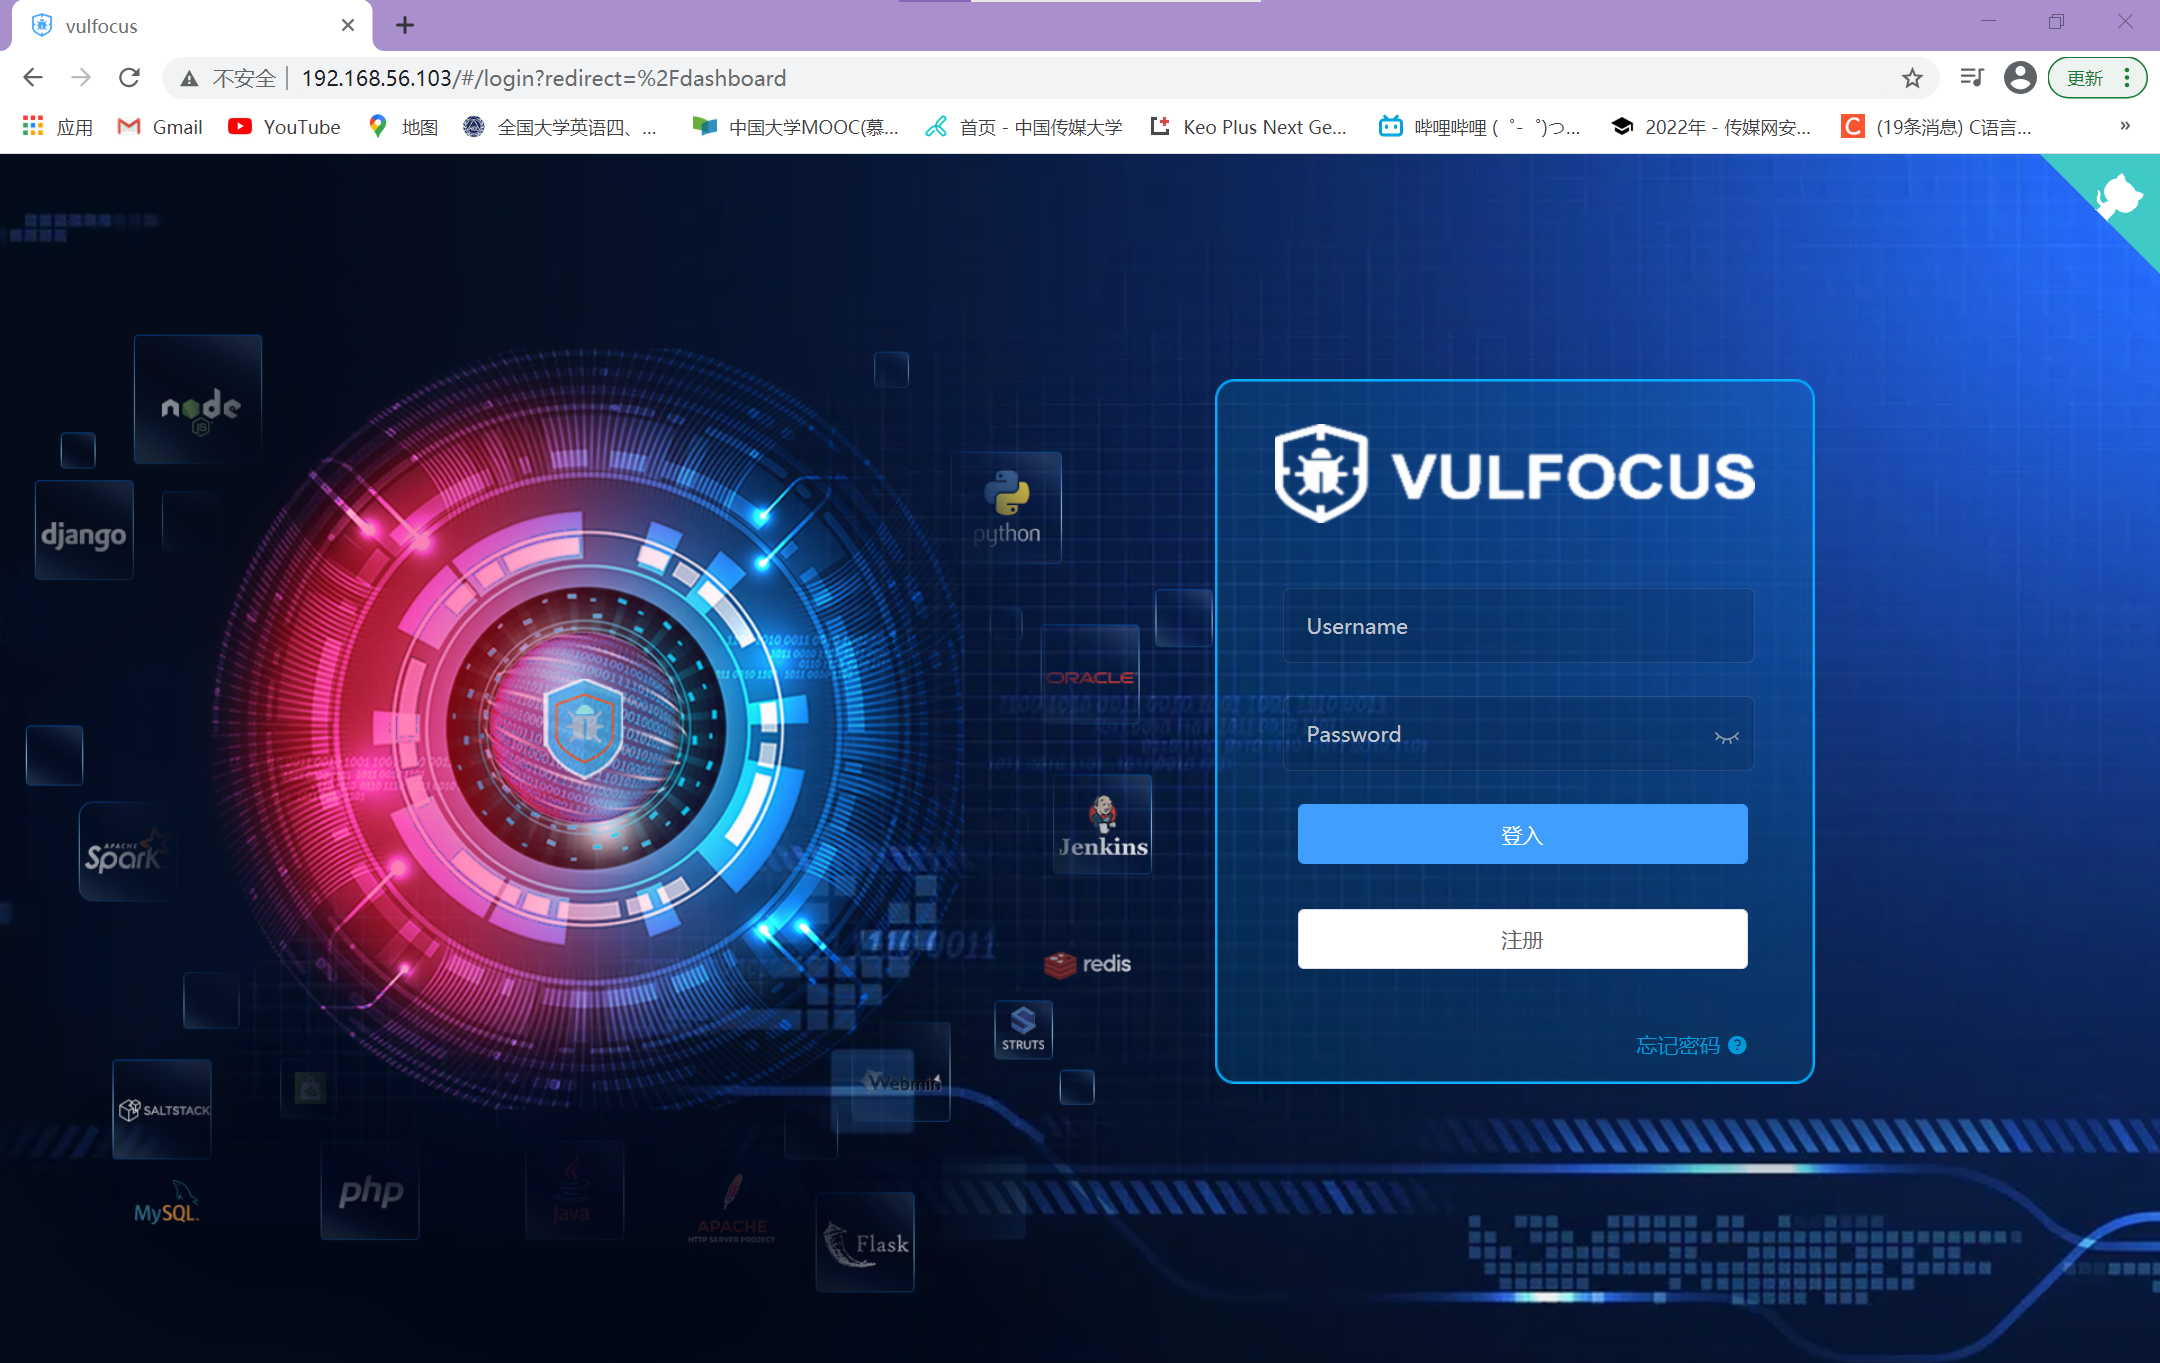 vulfocus
不安全 192.168.56.103/#/login?redirect=%2Fdashboard
更新
应用 Gmail YouTube 地图 全国大学英语四、... 中国大学MOOC(慕... 首页 - 中国传媒大学 Keo Plus Next Ge... 哔哩哔哩 (゜-゜)つ... 2022年 - 传媒网安... (19条消息) C语言... »
node
JS
django
python
VULFOCUS
Username
ORACLE
Password
登入
Jenkins
APACHE
Spark
注册
redis
STRUTS
忘记密码
Webmin
SALTSTACK
MySQL
php
Java
APACHE
HTTP SERVER PROJECT
Flask